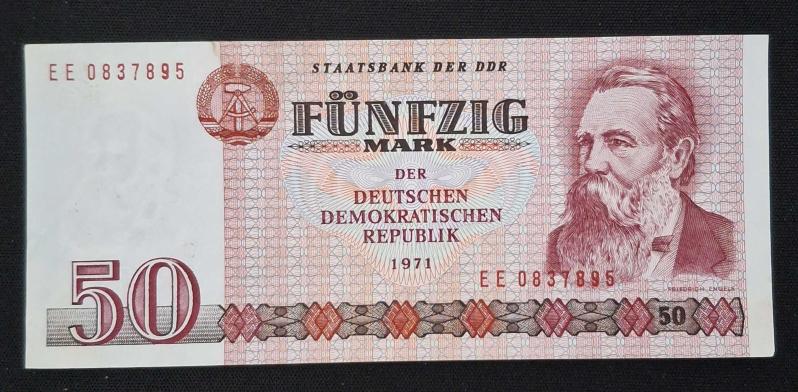 EE 0837895
STAATSBANK DER DDR
FÜNFZIG
MARK
DER
DEUTSCHEN
DEMOKRATISCHEN
REPUBLIK
1971
EE 0837895
FRIEDRICH ENGELS
50
50